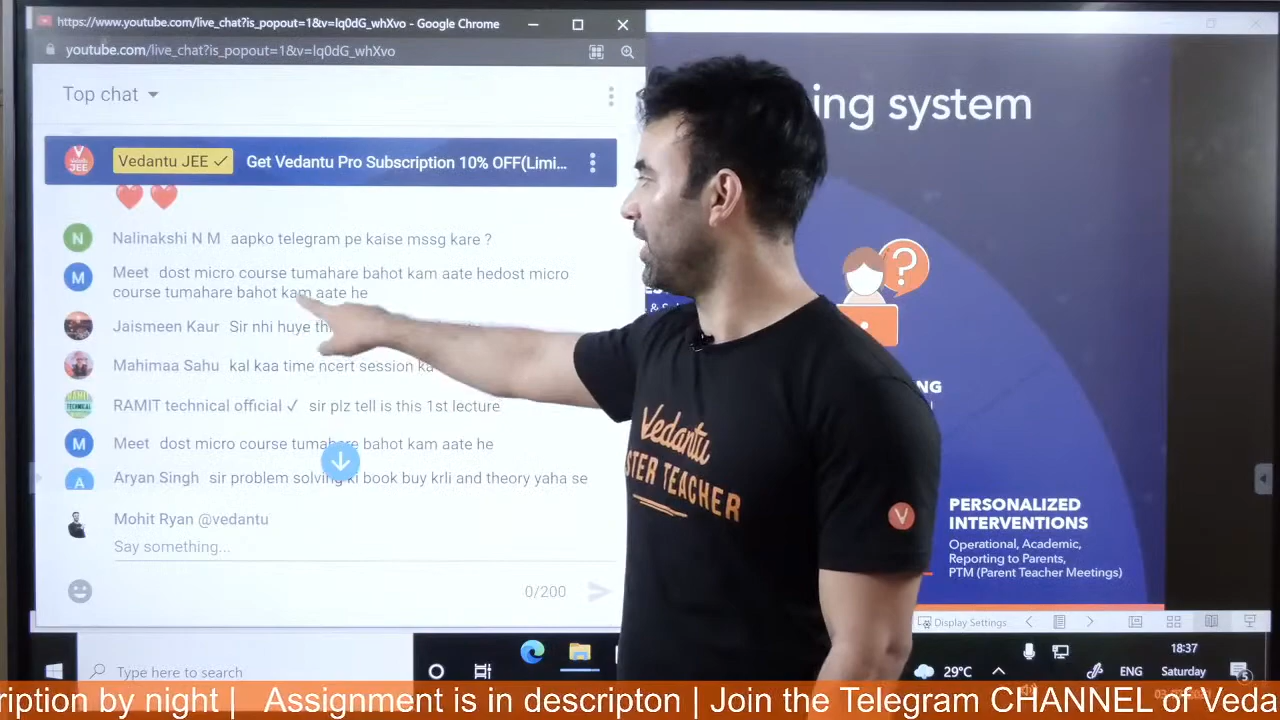 https://www.youtube.com/live_chat?is_popout=1&v=lq0dG_whXvo - Google Chrome
youtube.com/live_chat?is_popout=1&v=lq0dG_whXvo
Top chat
Vedantu JEE ✓ Get Vedantu Pro Subscription 10% OFF(Limi...
V
Vedantu
JEE
N
Nalinakshi N M aapko telegram pe kaise mssg kare ?
M
Meet dost micro course tumahare bahot kam aate hedost micro
course tumahare bahot kam aate he
Jaismeen Kaur Sir nhi huye
Mahimaa Sahu kal kaa time ncert session
RAMIT technical official ✓ sir plz tell is this 1st lecture
M
Meet dost micro course tumahare bahot kam aate he
A
Aryan Singh sir problem solving ki book buy krli and theory yaha se
Mohit Ryan @vedantu
Say something...
0/200
ing system
?
NG
PERSONALIZED
INTERVENTIONS
Operational, Academic,
Reporting to Parents,
PTM (Parent Teacher Meetings)
Vedantu
STER TEACHER
V
Display Settings
Type here to search
29°C
ENG
18:37
Saturday
5
ription by night | Assignment is in descripton | Join the Telegram CHANNEL of Veda